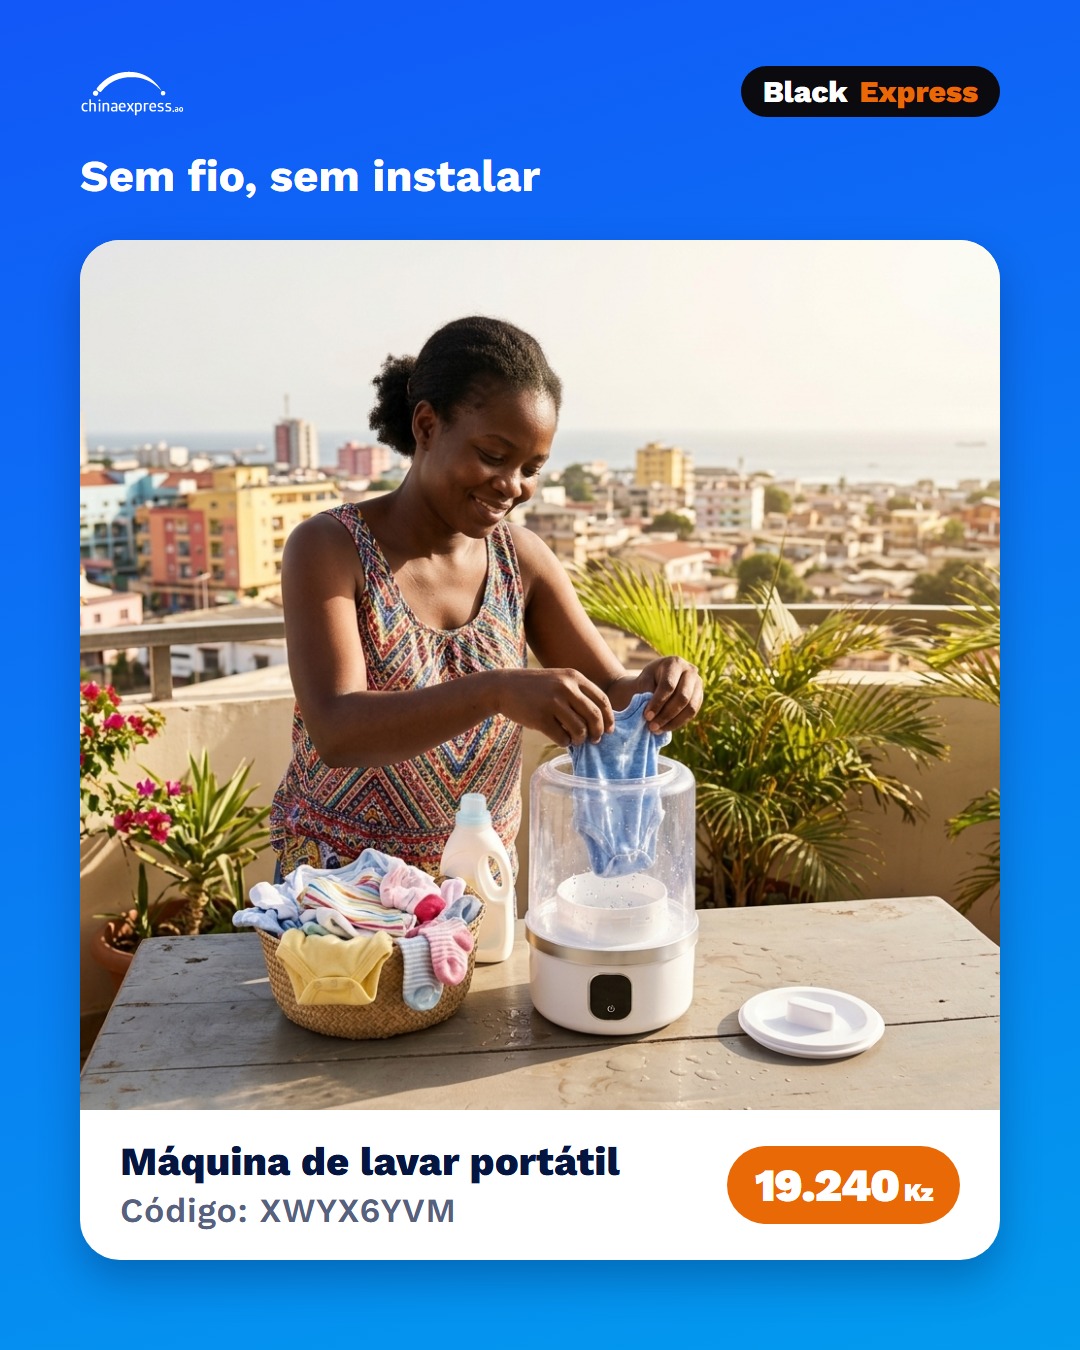 chinaexpress.ao
Black Express
Sem fio, sem instalar
Máquina de lavar portátil
Código: XWYX6YVM
19.240 Kz